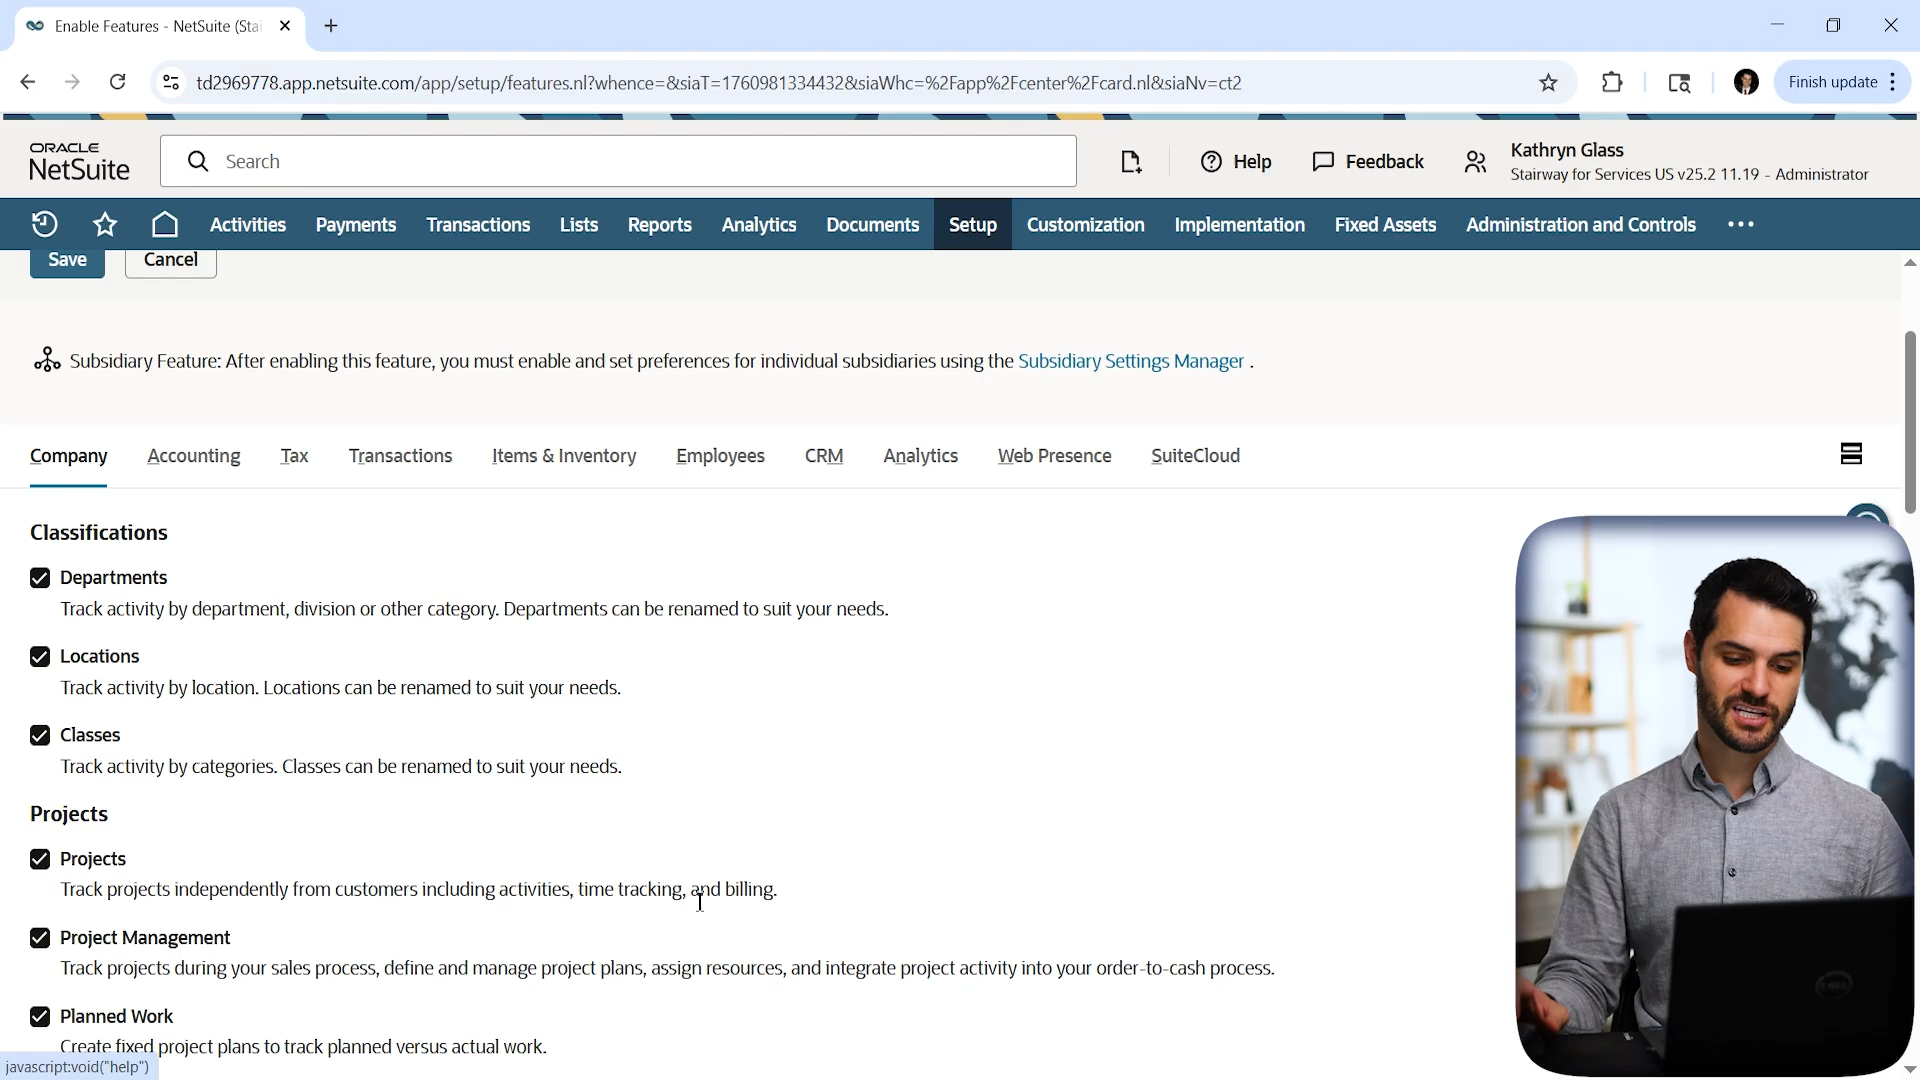 Enable Features - NetSuite (Stai
td2969778.app.netsuite.com/app/setup/features.nl?whence=&siaT=1760981334432&siaWhc=%2Fapp%2Fcenter%2Fcard.nl&siaNv=ct2
Finish update
ORACLE
NetSuite
Search
Help
Feedback
Kathryn Glass
Stairway for Services US v25.2 11.19 - Administrator
Activities
Payments
Transactions
Lists
Reports
Analytics
Documents
Setup
Customization
Implementation
Fixed Assets
Administration and Controls
Save
Cancel
Subsidiary Feature: After enabling this feature, you must enable and set preferences for individual subsidiaries using the Subsidiary Settings Manager .
Company
Accounting
Tax
Transactions
Items & Inventory
Employees
CRM
Analytics
Web Presence
SuiteCloud
Classifications
Departments
Track activity by department, division or other category. Departments can be renamed to suit your needs.
Locations
Track activity by location. Locations can be renamed to suit your needs.
Classes
Track activity by categories. Classes can be renamed to suit your needs.
Projects
Projects
Track projects independently from customers including activities, time tracking, and billing.
Project Management
Track projects during your sales process, define and manage project plans, assign resources, and integrate project activity into your order-to-cash process.
Planned Work
Create fixed project plans to track planned versus actual work.
javascript:void("help")
DELL